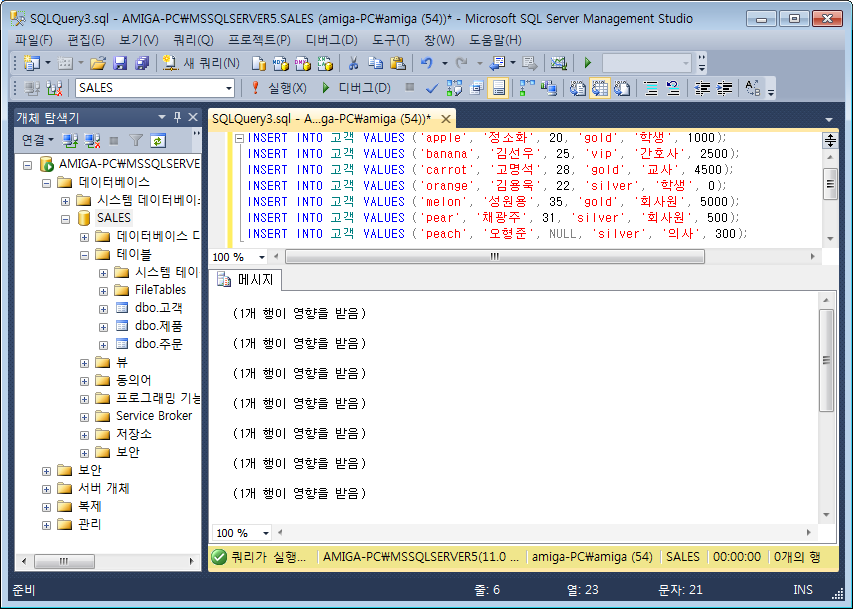 SQLQuery3.sql - AMIGA-PC₩MSSQLSERVER5.SALES (amiga-PC₩amiga (54))* - Microsoft SQL Server Management Studio
파일(F) 편집(E) 보기(V) 쿼리(Q) 프로젝트(P) 디버그(D) 도구(T) 창(W) 도움말(H)
새 쿼리(N)
SALES 실행(X) 디버그(D)
개체 탐색기
연결
AMIGA-PC₩MSSQLSERVE
데이터베이스
시스템 데이터베이스
SALES
데이터베이스 다
테이블
시스템 테이
FileTables
dbo.고객
dbo.제품
dbo.주문
뷰
동의어
프로그래밍 기능
Service Broker
저장소
보안
보안
서버 개체
복제
관리
SQLQuery3.sql - A...ga-PC₩amiga (54))*
INSERT INTO 고객 VALUES ('apple', '정소화', 20, 'gold', '학생', 1000);
INSERT INTO 고객 VALUES ('banana', '김선우', 25, 'vip', '간호사', 2500);
INSERT INTO 고객 VALUES ('carrot', '고명석', 28, 'gold', '교사', 4500);
INSERT INTO 고객 VALUES ('orange', '김용욱', 22, 'silver', '학생', 0);
INSERT INTO 고객 VALUES ('melon', '성원용', 35, 'gold', '회사원', 5000);
INSERT INTO 고객 VALUES ('pear', '채광주', 31, 'silver', '회사원', 500);
INSERT INTO 고객 VALUES ('peach', '오형준', NULL, 'silver', '의사', 300);
100 %
메시지
(1개 행이 영향을 받음)
(1개 행이 영향을 받음)
(1개 행이 영향을 받음)
(1개 행이 영향을 받음)
(1개 행이 영향을 받음)
(1개 행이 영향을 받음)
(1개 행이 영향을 받음)
100 %
쿼리가 실행... AMIGA-PC₩MSSQLSERVER5(11.0 ... amiga-PC₩amiga (54) SALES 00:00:00 0개의 행
준비 줄: 6 열: 23 문자: 21 INS